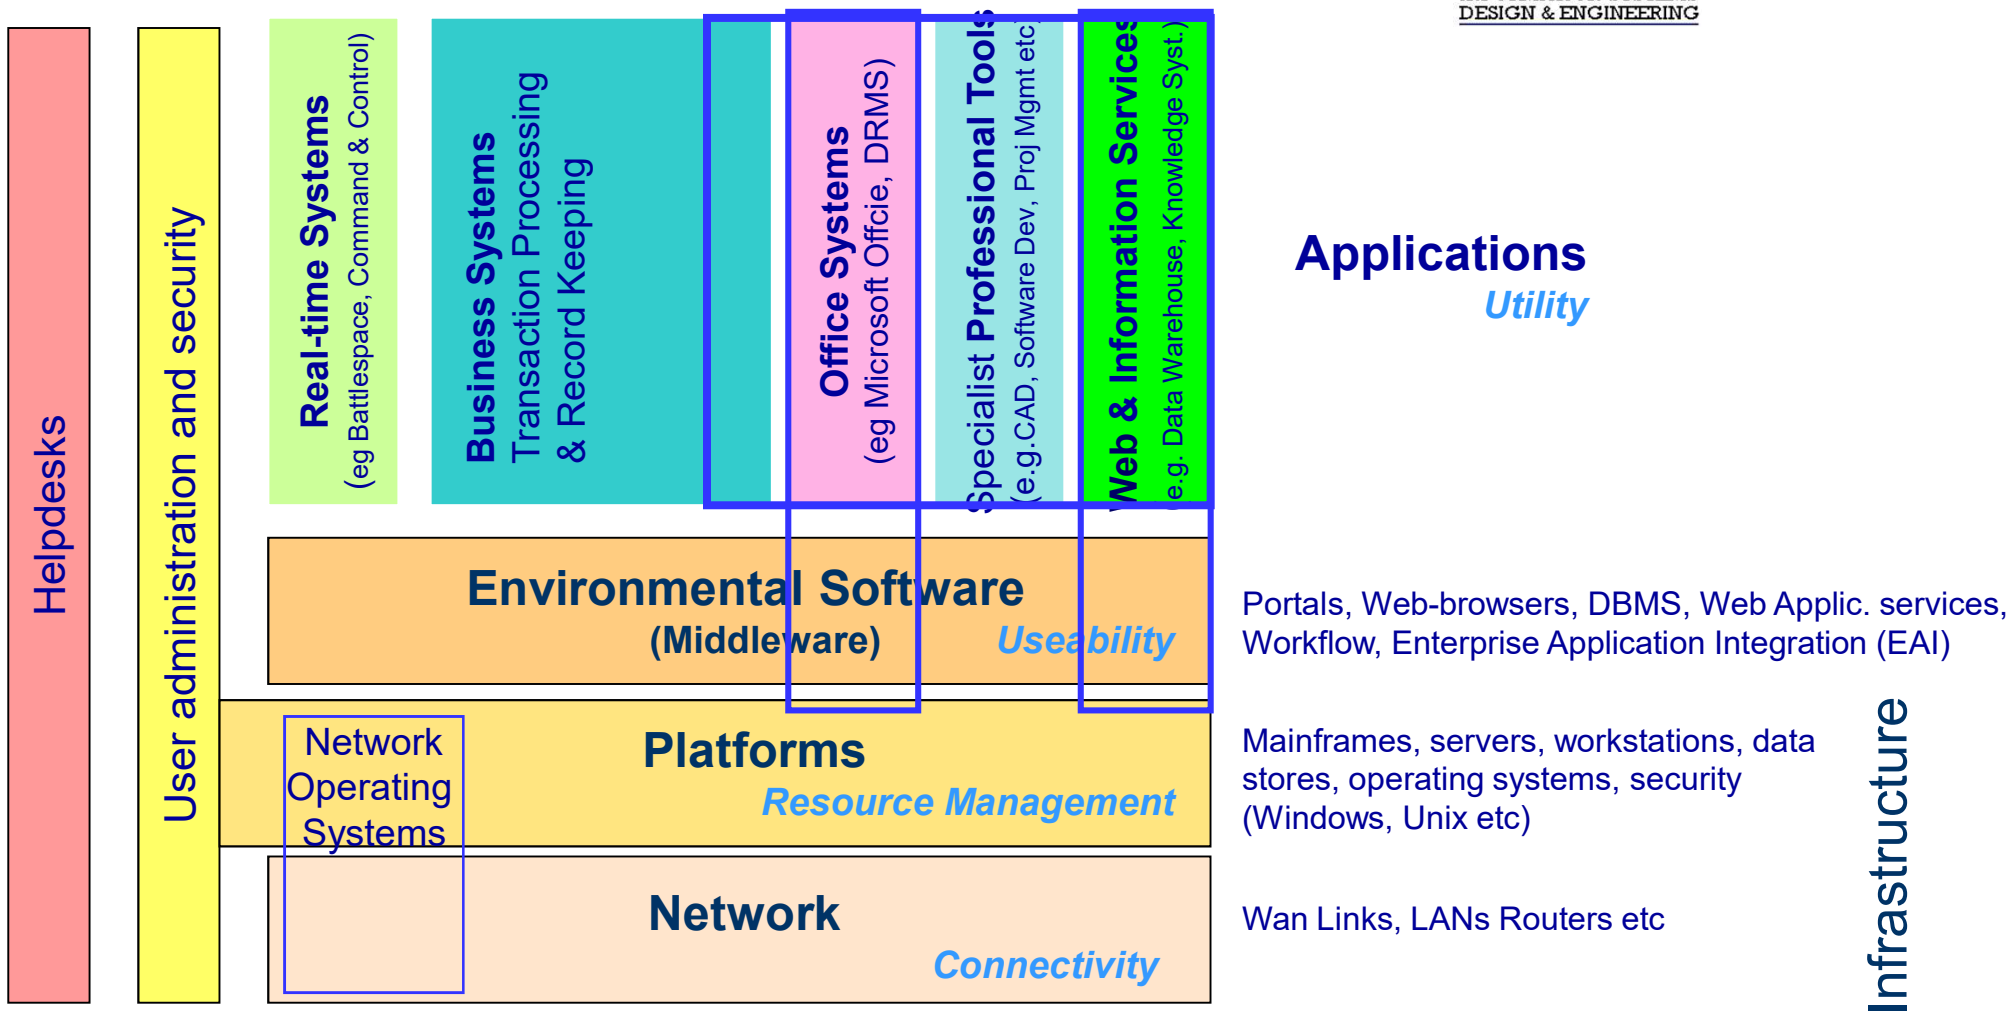 DESIGN & ENGINEERING
Helpdesks
User administration and security
Real-time Systems
(eg Battlespace, Command & Control)
Business Systems
Transaction Processing
& Record Keeping
Office Systems
(eg Microsoft Offcie, DRMS)
Specialist Professional Tools
(e.g.CAD, Software Dev, Proj Mgmt etc)
Web & Information Services
(e.g. Data Warehouse, Knowledge Syst.)
Applications
Utility
Environmental Software
(Middleware)
Useability
Portals, Web-browsers, DBMS, Web Applic. services,
Workflow, Enterprise Application Integration (EAI)
Network
Operating
Systems
Platforms
Resource Management
Mainframes, servers, workstations, data
stores, operating systems, security
(Windows, Unix etc)
Network
Connectivity
Wan Links, LANs Routers etc
Infrastructure